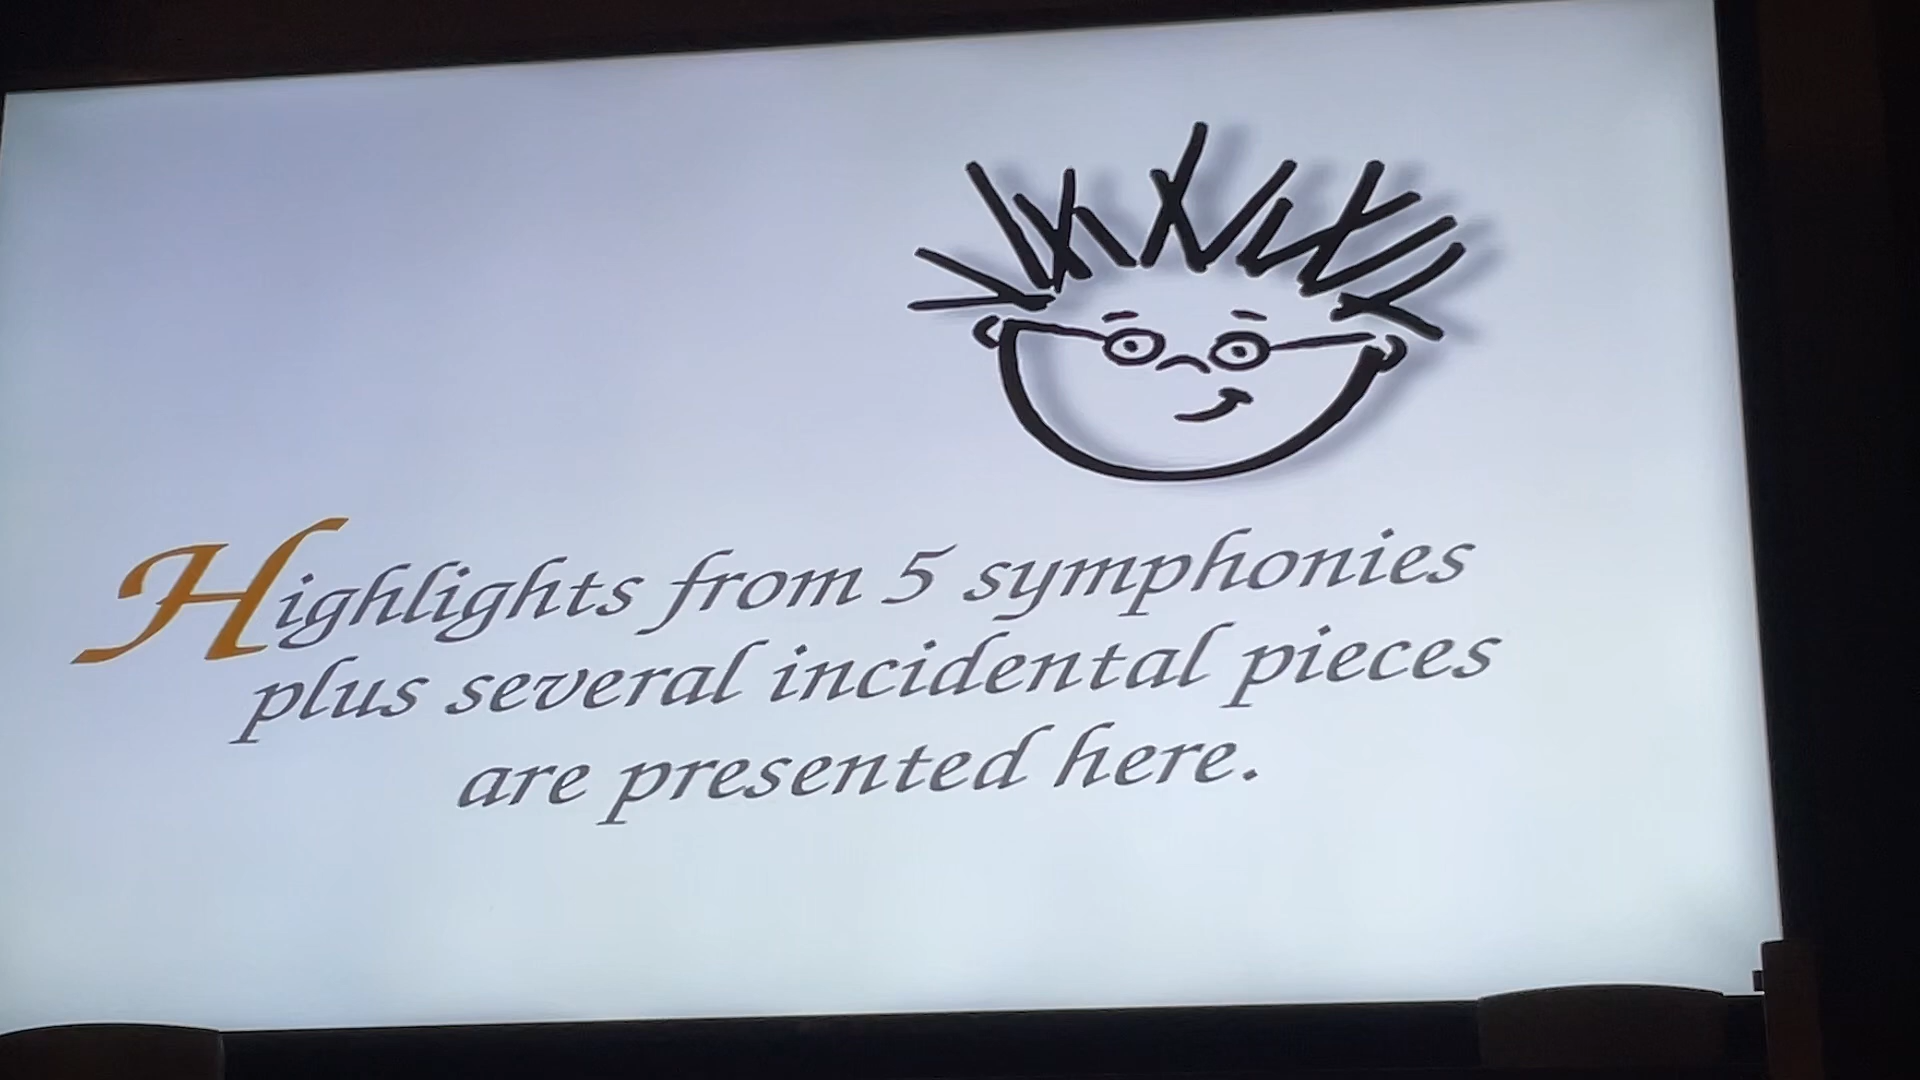 Highlights from 5 symphonies
plus several incidental pieces
are presented here.